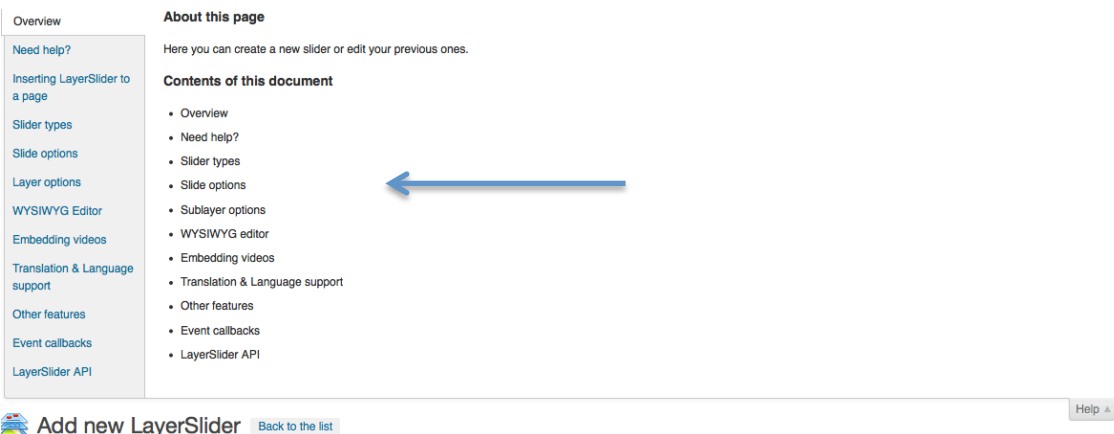 Overview
Need help?
Inserting LayerSlider to
a page
Slider types
Slide options
Layer options
WYSIWYG Editor
Embedding videos
Translation & Language
support
Other features
Event callbacks
LayerSlider API
About this page
Here you can create a new slider or edit your previous ones.
Contents of this document
• Overview
• Need help?
• Slider types
• Slide options
• Sublayer options
• WYSIWYG editor
• Embedding videos
• Translation & Language support
• Other features
• Event callbacks
• LayerSlider API
Help
Add new LayerSlider Back to the list